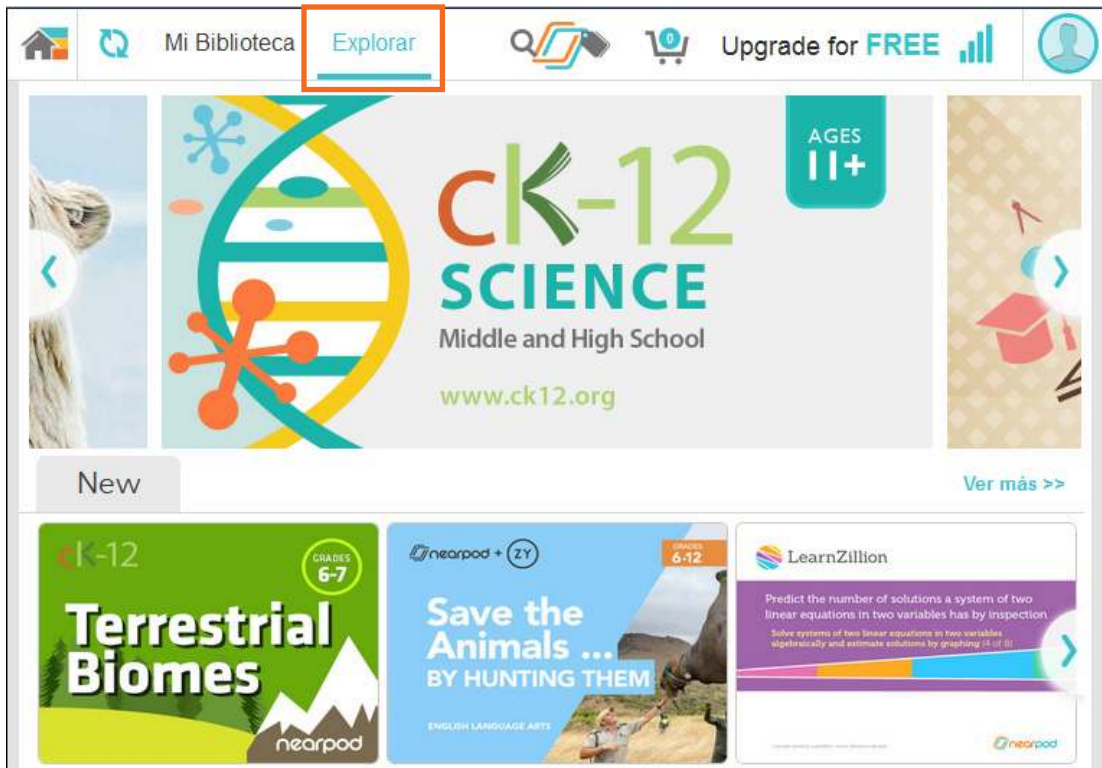 Mi Biblioteca Explorar 0 Upgrade for FREE
cK-12
AGES
11+
SCIENCE
Middle and High School
www.ck12.org
New
Ver más >>
cK-12
GRADES
6-7
Terrestrial
Biomes
nearpod
nearpod + ZY
GRADES
6-12
Save the
Animals ...
BY HUNTING THEM
ENGLISH LANGUAGE ARTS
LearnZillion
Predict the number of solutions a system of two
linear equations in two variables has by inspection
Solve systems of two linear equations in two variables
algebraically and estimate solutions by graphing (4 of 8)
nearpod